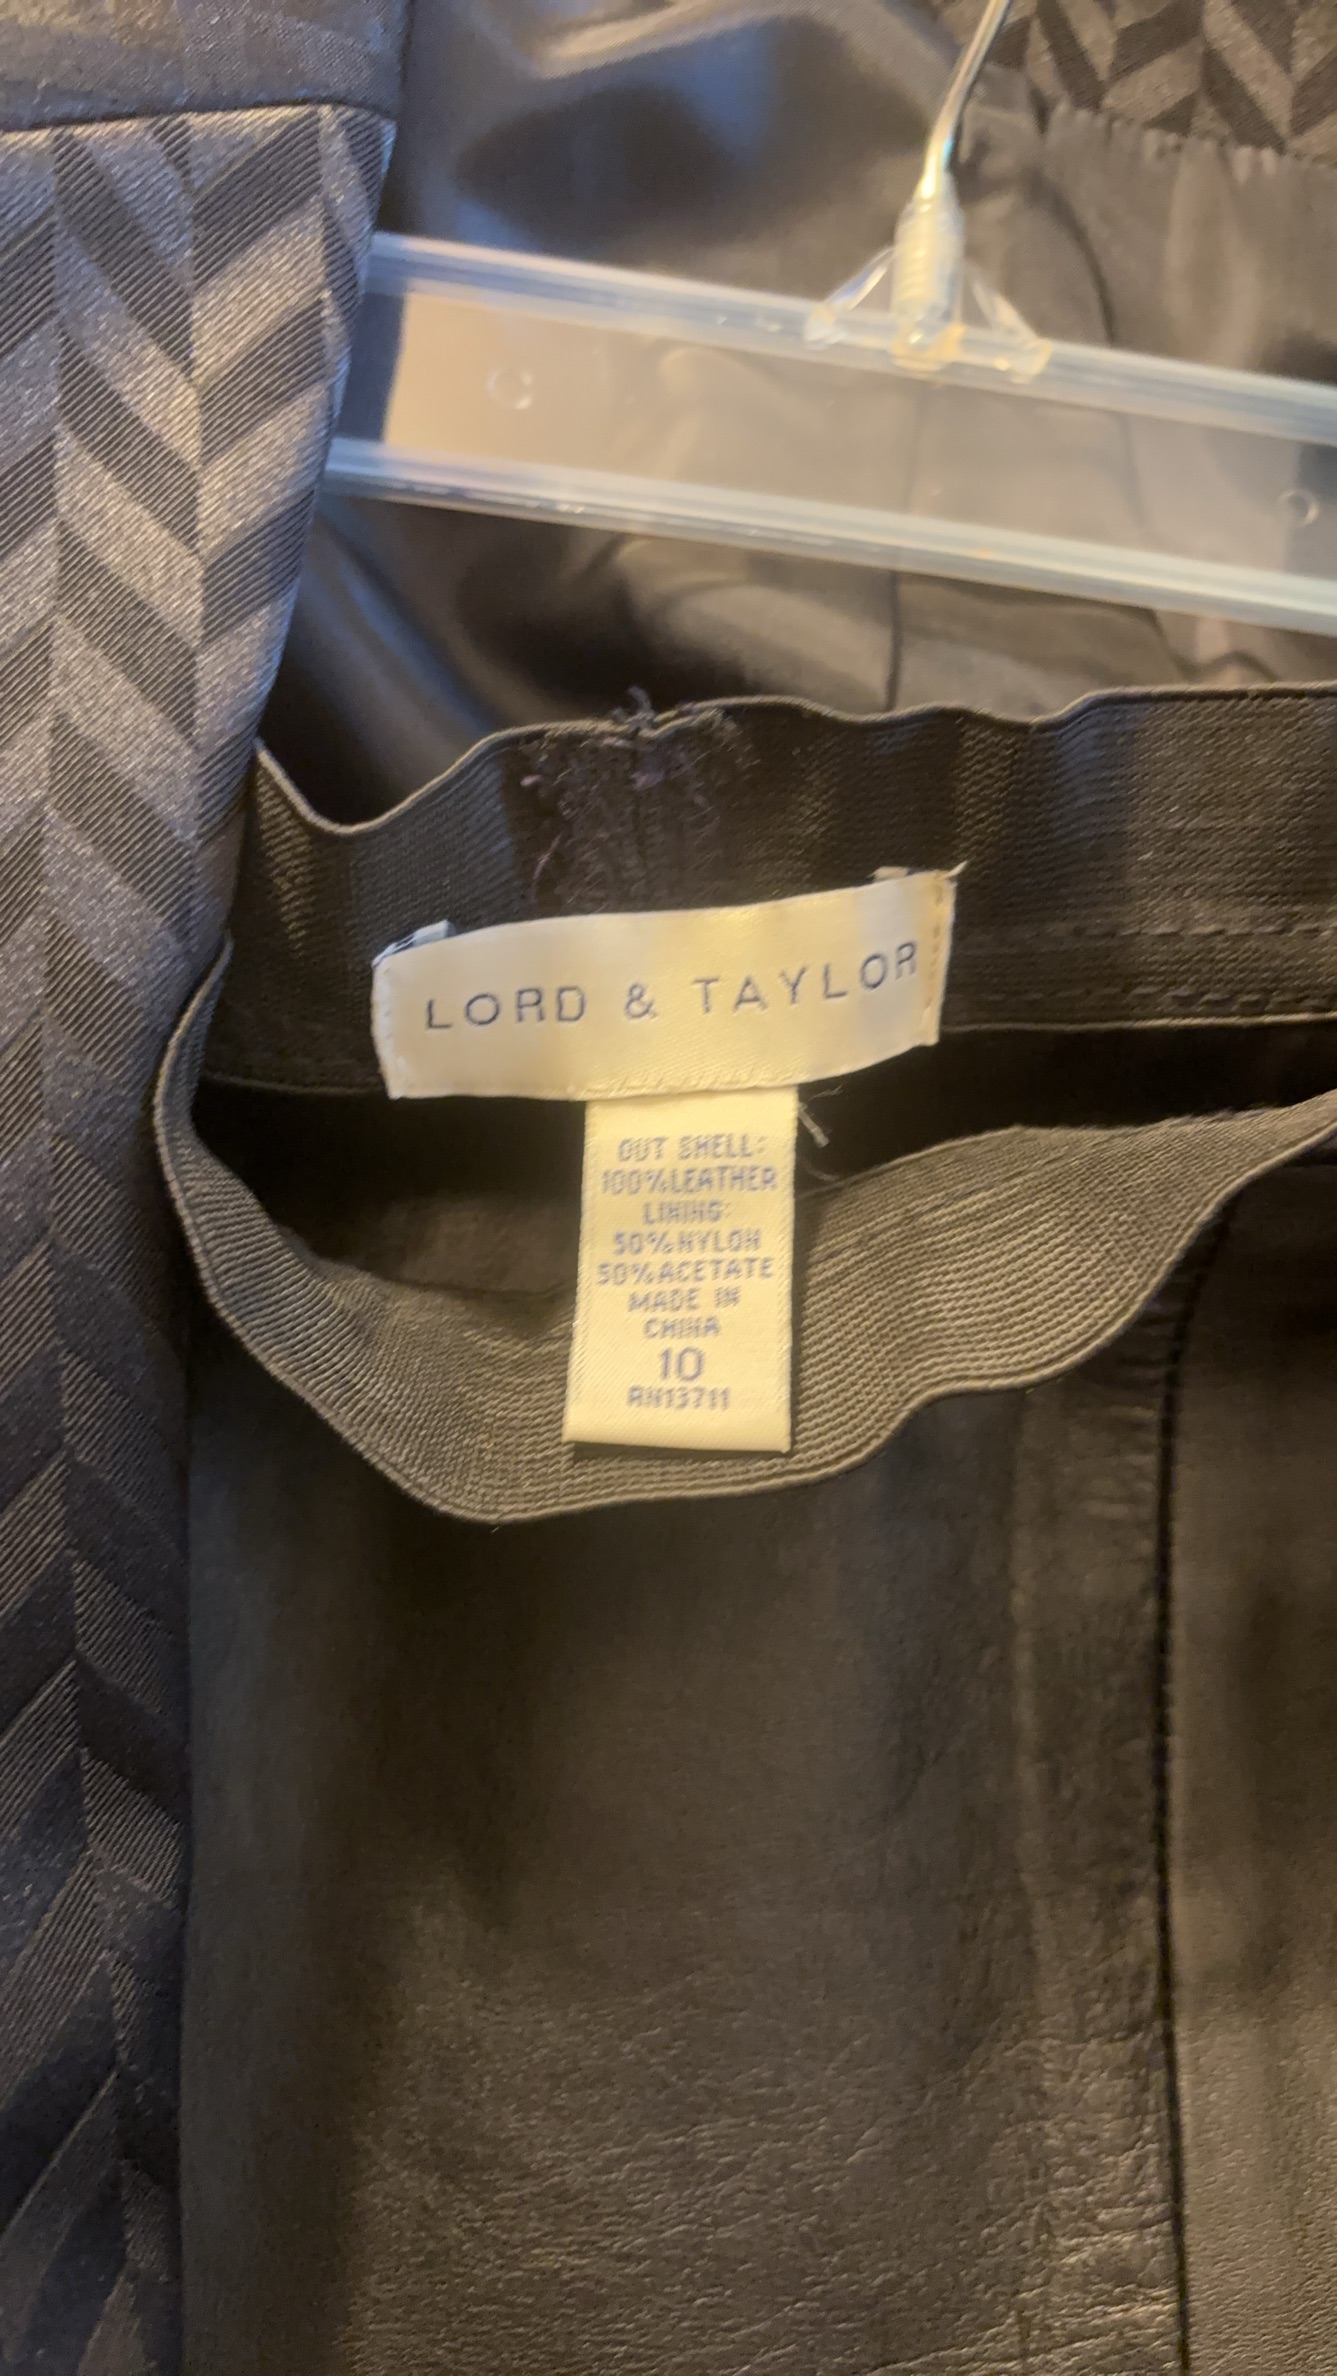 LORD & TAYLOR
OUT SHELL:
100%LEATHER
LINING:
50%NYLON
50%ACETATE
MADE IN
CHINA
10
RN13711